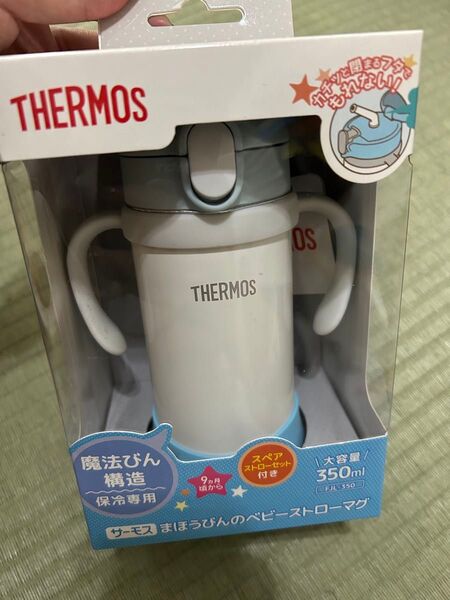 THERMOS
カチッと閉まるフタで
もれない!!
MOS
THERMOS
魔法びん
構造
保冷専用
9ヵ月
頃から
スペア
ストローセット
付き
大容量
350ml
FJL-350
サーモス まほうびんのベビーストローマグ